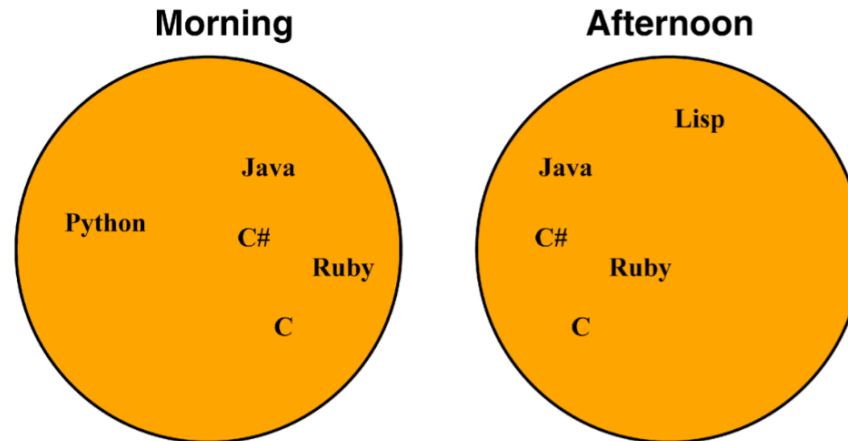 Morning
Afternoon
Java
Python
C#
Ruby
C
Lisp
Java
C#
Ruby
C